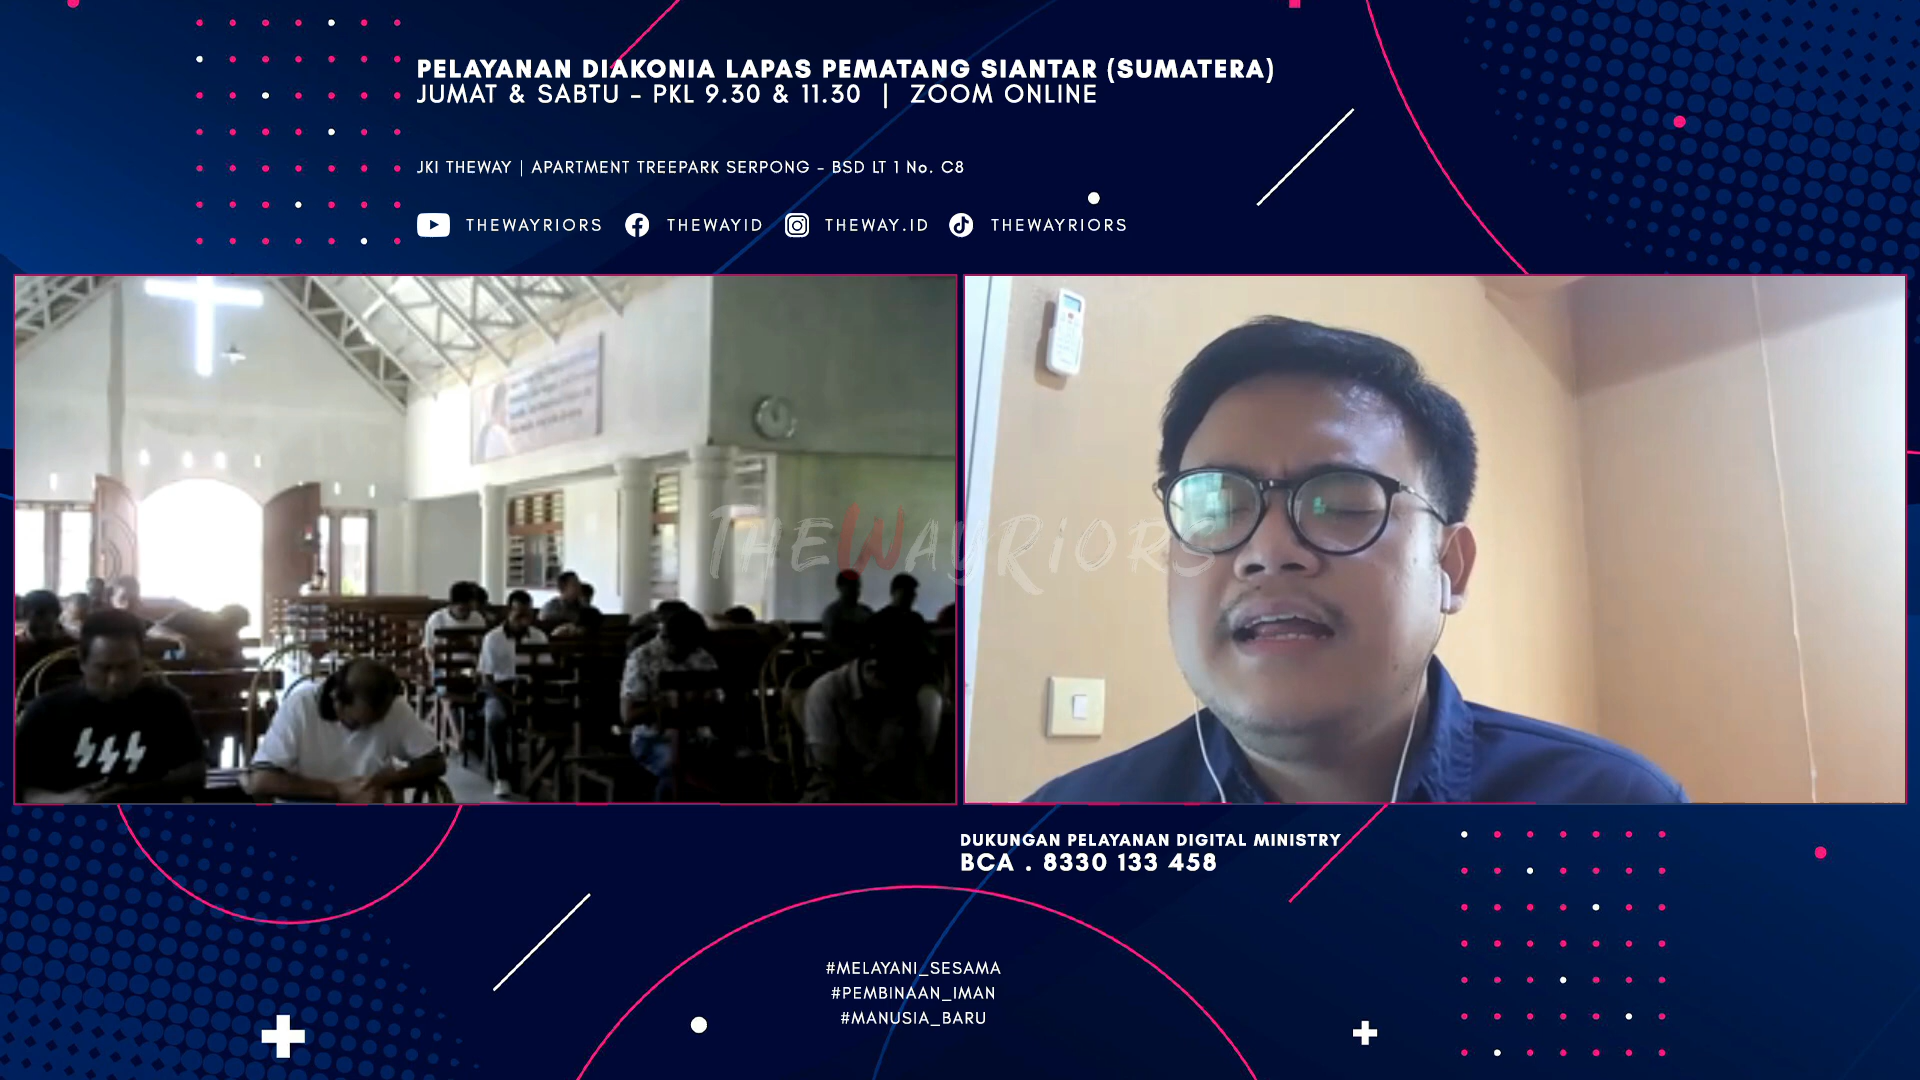 PELAYANAN DIAKONIA LAPAS PEMATANG SIANTAR (SUMATERA)
JUMAT & SABTU - PKL 9.30 & 11.30 | ZOOM ONLINE
JKI THEWAY | APARTMENT TREEPARK SERPONG - BSD LT 1 No. C8
THEWAYRIORS THEWAYID THEWAY.ID THEWAYRIORS
THEWAYRIORS
DUKUNGAN PELAYANAN DIGITAL MINISTRY
BCA . 8330 133 458
#MELAYANI_SESAMA
#PEMBINAAN_IMAN
#MANUSIA_BARU